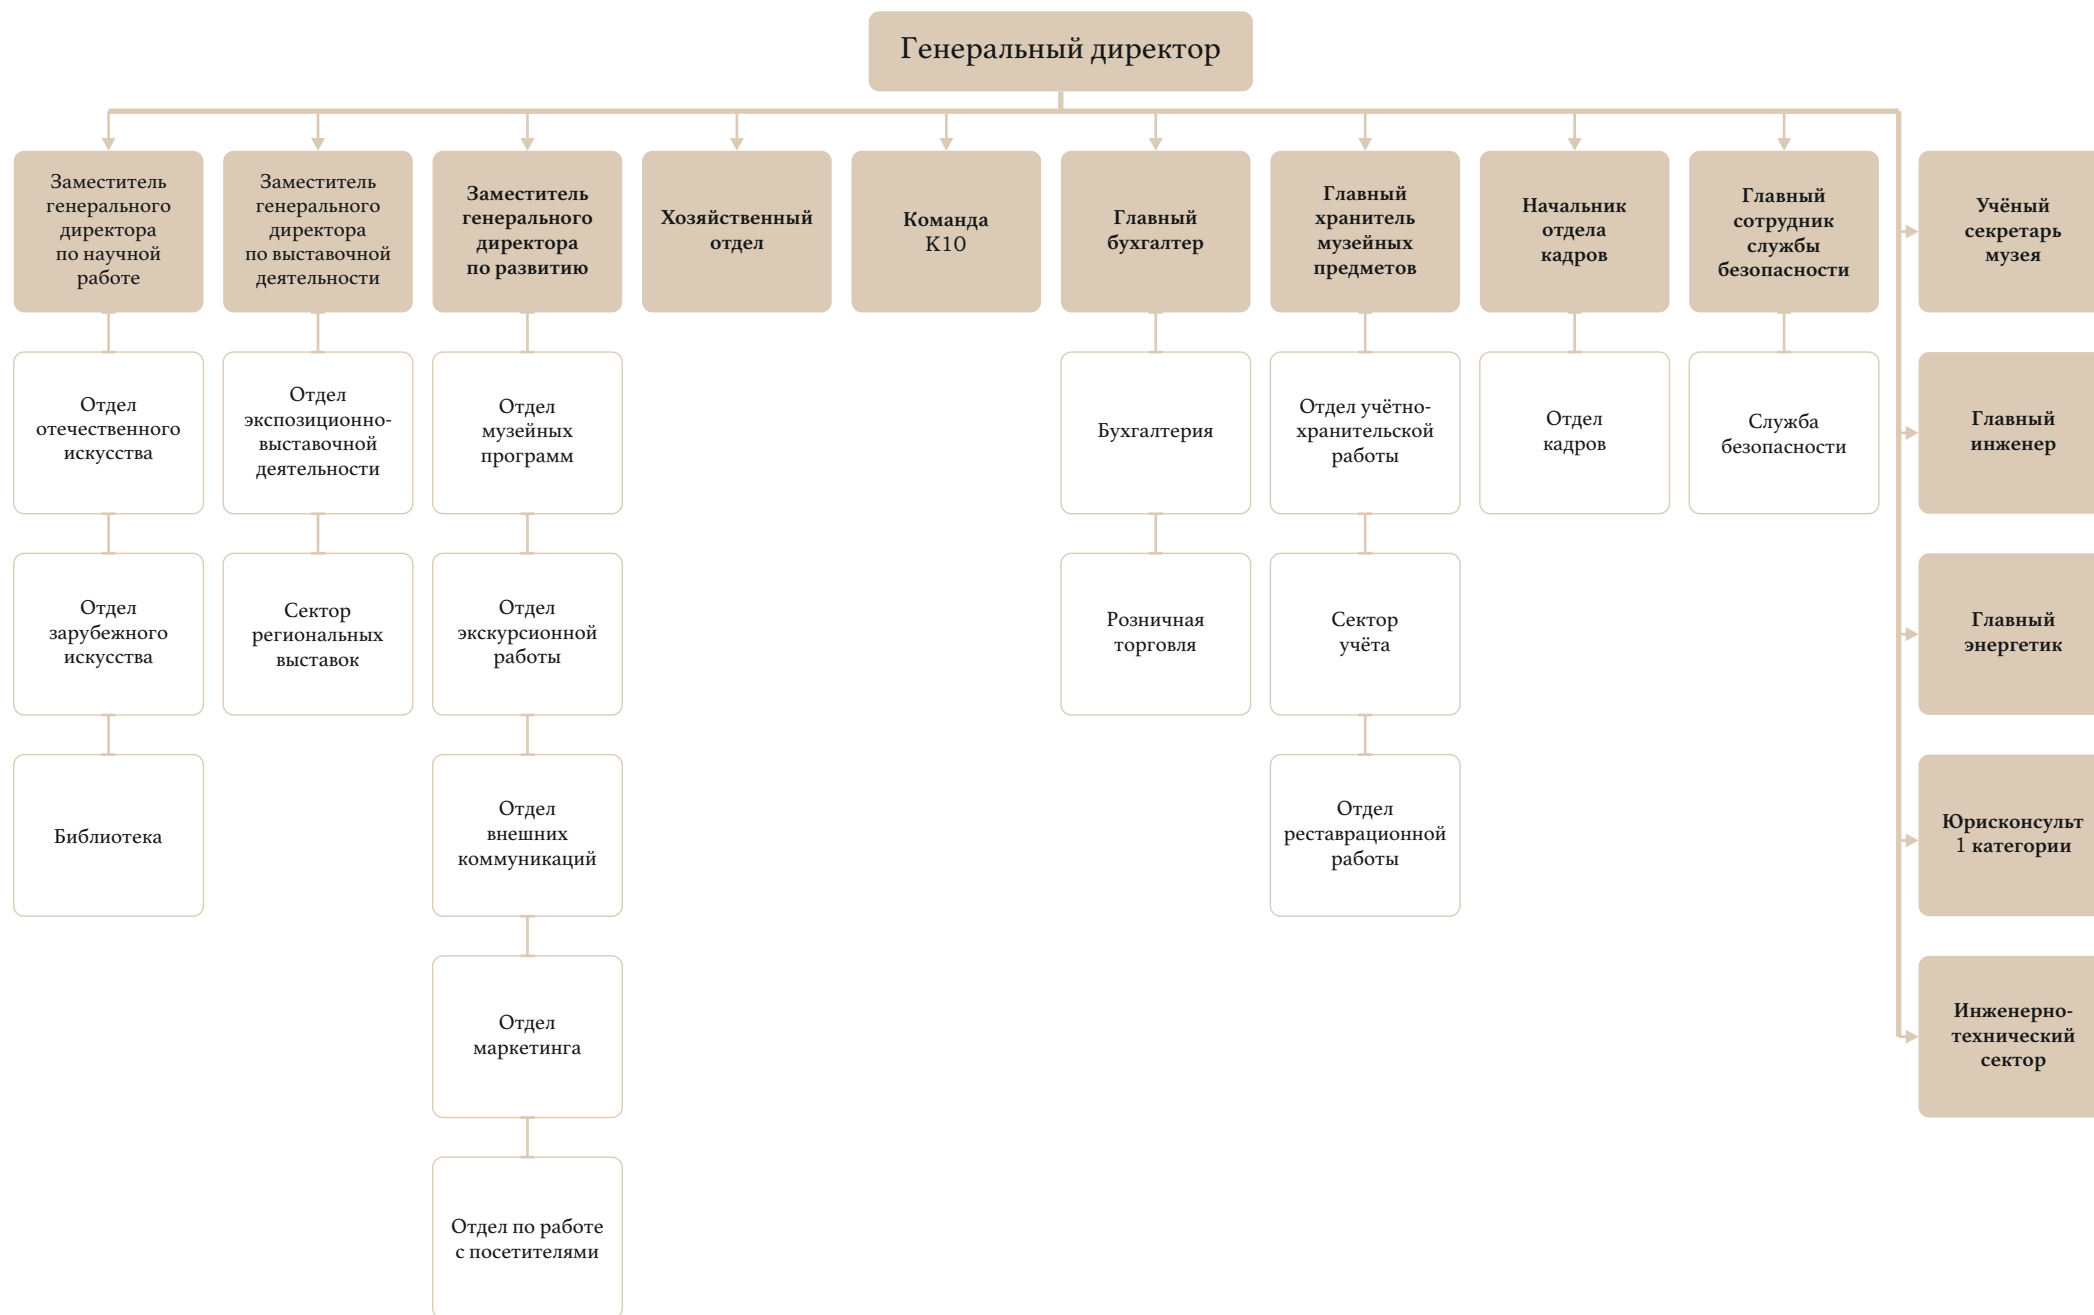 Генеральный директор
Заместитель
генерального
директора
по научной
работе
Заместитель
генерального
директора
по выставочной
деятельности
Заместитель
генерального
директора
по развитию
Хозяйственный
отдел
Команда
K10
Главный
бухгалтер
Главный
хранитель
музейных
предметов
Начальник
отдела
кадров
Главный
сотрудник
службы
безопасности
Учёный
секретарь
музея
Отдел
отечественного
искусства
Отдел
экспозиционно-
выставочной
деятельности
Отдел
музейных
программ
Бухгалтерия
Отдел учётно-
хранительской
работы
Отдел
кадров
Служба
безопасности
Главный
инженер
Отдел
зарубежного
искусства
Сектор
региональных
выставок
Отдел
экскурсионной
работы
Розничная
торговля
Сектор
учёта
Главный
энергетик
Библиотека
Отдел
внешних
коммуникаций
Отдел
реставрационной
работы
Юрисконсульт
1 категории
Отдел
маркетинга
Инженерно-
технический
сектор
Отдел по работе
с посетителями